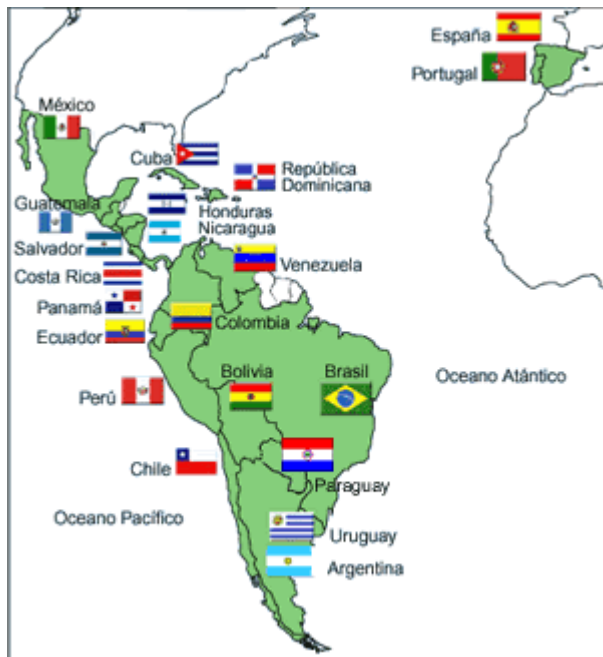 España
Portugal
México
Cuba
República
Dominicana
Guatemala
Honduras
Nicaragua
Salvador
Costa Rica
Venezuela
Panamá
Colombia
Ecuador
Bolivia
Brasil
Oceano Atántico
Perú
Chile
Paraguay
Oceano Pacífico
Uruguay
Argentina